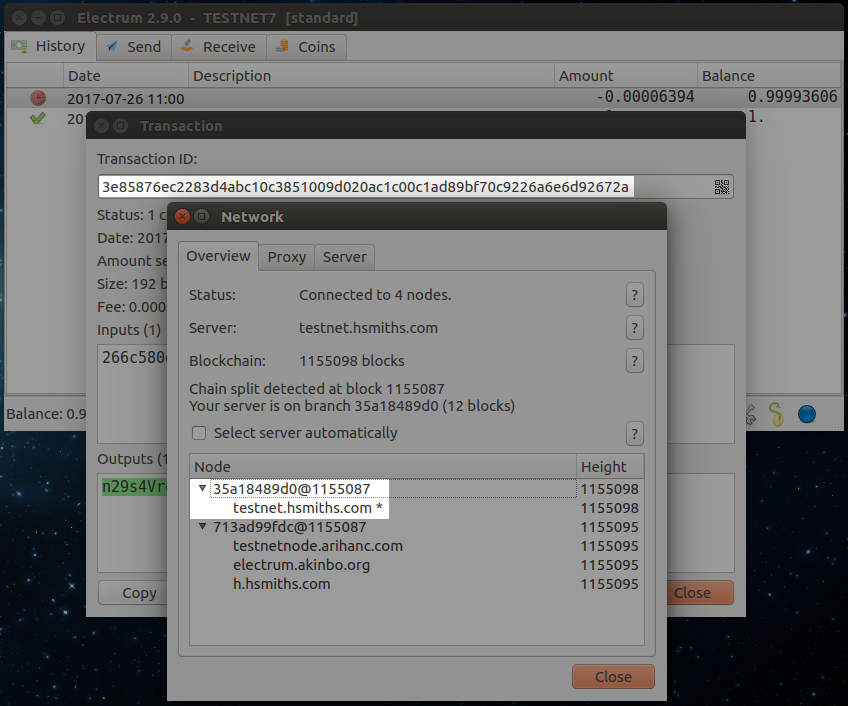 Electrum 2.9.0 - TESTNET7 [standard]
History Send Receive Coins
Date Description Amount Balance
2017-07-26 11:00 -0.00006394 0.99993606
20 1.
Transaction
Transaction ID:
3e85876ec2283d4abc10c3851009d020ac1c00c1ad89bf70c9226a6e6d92672a
Status: 1 c
Date: 2017
Amount se
Size: 192 b
Fee: 0.000
Inputs (1)
266c580
Outputs (1
n29s4Vr
Copy
Close
Balance: 0.9
Network
Overview Proxy Server
Status: Connected to 4 nodes. ?
Server: testnet.hsmiths.com ?
Blockchain: 1155098 blocks ?
Chain split detected at block 1155087
Your server is on branch 35a18489d0 (12 blocks)
Select server automatically ?
Node Height
35a18489d0@1155087 1155098
testnet.hsmiths.com * 1155098
713ad99fdc@1155087 1155095
testnetnode.arihanc.com 1155095
electrum.akinbo.org 1155095
h.hsmiths.com 1155095
Close